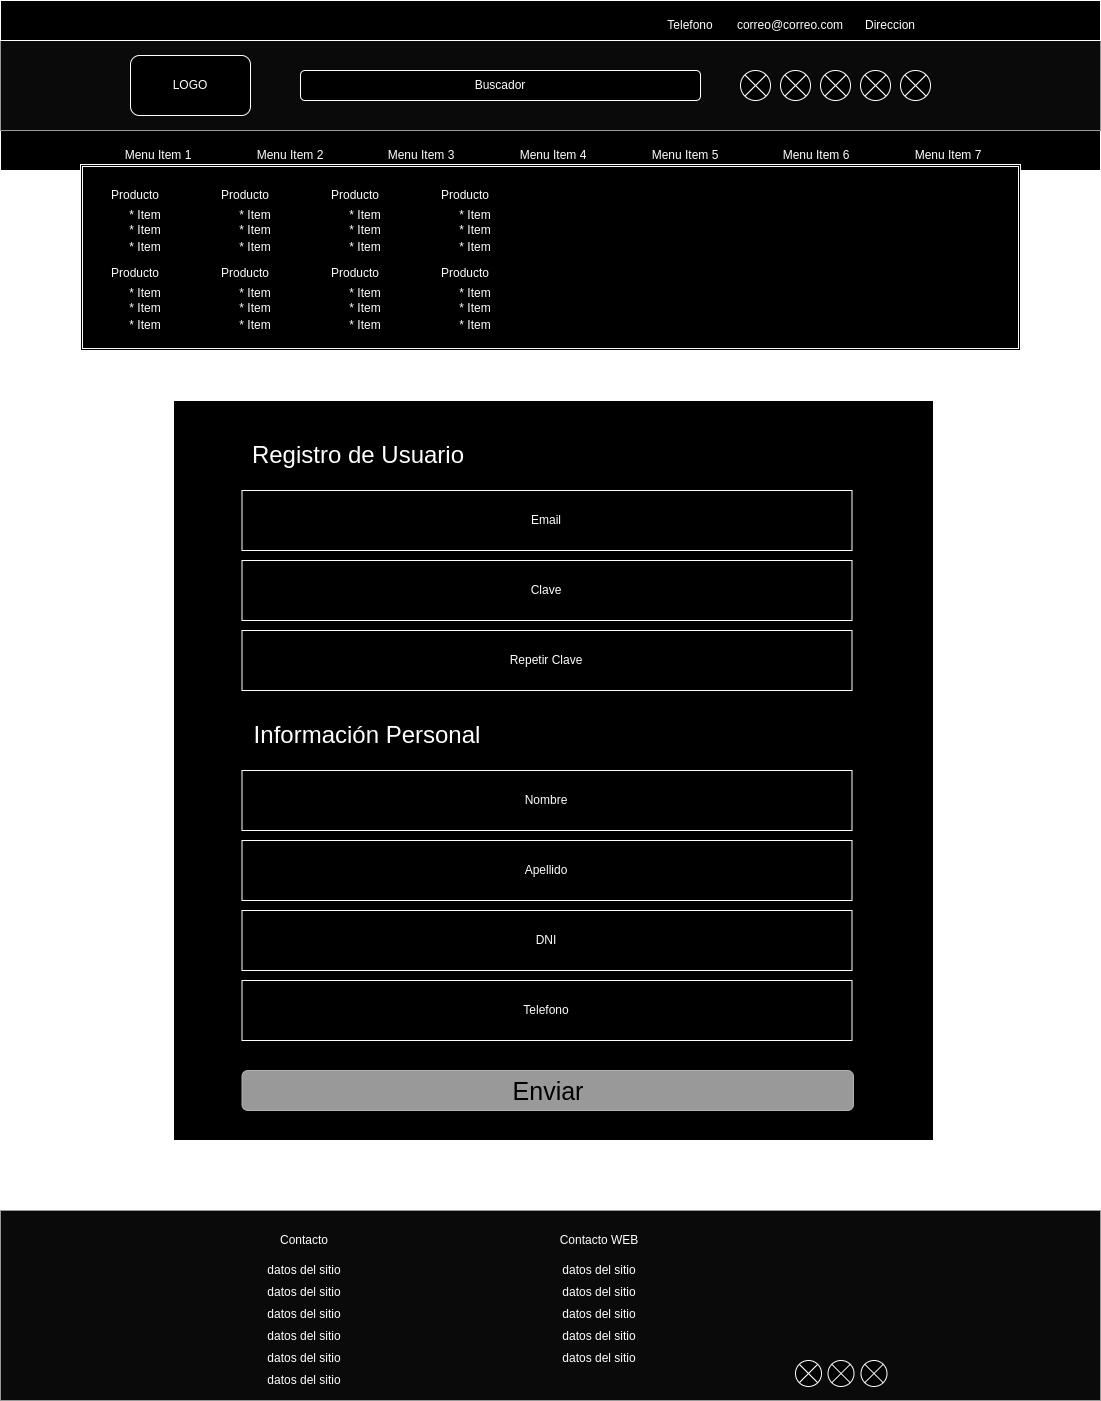 Telefono correo@correo.com Direccion
LOGO Buscador
Menu Item 1 Menu Item 2 Menu Item 3 Menu Item 4 Menu Item 5 Menu Item 6 Menu Item 7
Producto Producto Producto Producto
* Item * Item * Item * Item
* Item * Item * Item * Item
* Item * Item * Item * Item
Producto Producto Producto Producto
* Item * Item * Item * Item
* Item * Item * Item * Item
* Item * Item * Item * Item
Registro de Usuario
Email
Clave
Repetir Clave
Información Personal
Nombre
Apellido
DNI
Telefono
Enviar
Contacto Contacto WEB
datos del sitio datos del sitio
datos del sitio datos del sitio
datos del sitio datos del sitio
datos del sitio datos del sitio
datos del sitio datos del sitio
datos del sitio